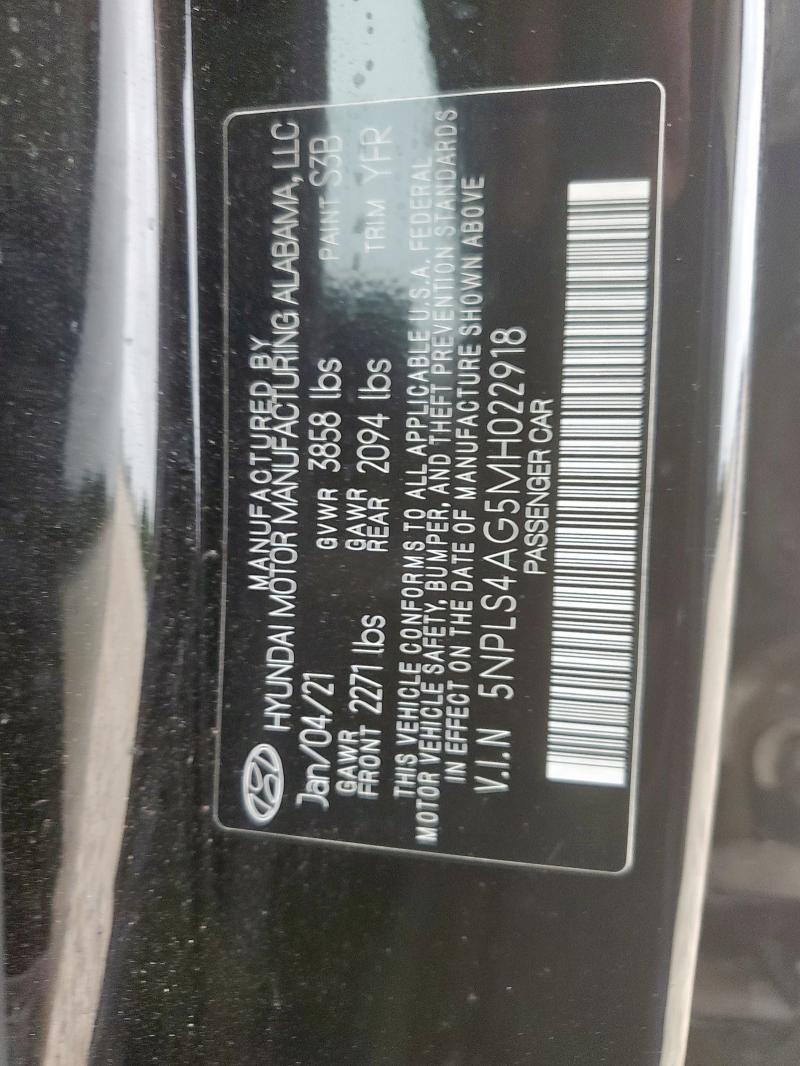 MANUFACTURED BY
HYUNDAI MOTOR MANUFACTURING ALABAMA, LLC
Jan/04/21 GVWR 3858 lbs PAINT S3B
GAWR FRONT 2271 lbs GAWR REAR 2094 lbs TRIM YFR
THIS VEHICLE CONFORMS TO ALL APPLICABLE U.S.A. FEDERAL
MOTOR VEHICLE SAFETY, BUMPER, AND THEFT PREVENTION STANDARDS
IN EFFECT ON THE DATE OF MANUFACTURE SHOWN ABOVE
V.I.N 5NPLS4AG5MH022918
PASSENGER CAR